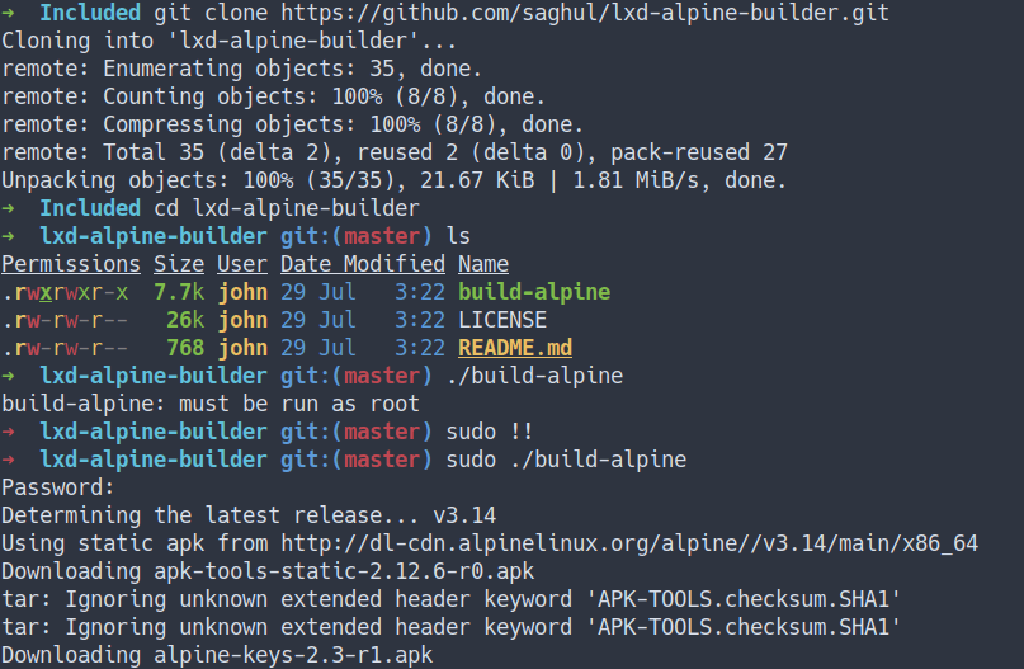 ➜  Included git clone https://github.com/saghul/lxd-alpine-builder.git
Cloning into 'lxd-alpine-builder'...
remote: Enumerating objects: 35, done.
remote: Counting objects: 100% (8/8), done.
remote: Compressing objects: 100% (8/8), done.
remote: Total 35 (delta 2), reused 2 (delta 0), pack-reused 27
Unpacking objects: 100% (35/35), 21.67 KiB | 1.81 MiB/s, done.
➜  Included cd lxd-alpine-builder
➜  lxd-alpine-builder git:(master) ls
Permissions Size User Date Modified Name
.rwxrwxr-x  7.7k john 29 Jul   3:22 build-alpine
.rw-rw-r--   26k john 29 Jul   3:22 LICENSE
.rw-rw-r--   768 john 29 Jul   3:22 README.md
➜  lxd-alpine-builder git:(master) ./build-alpine
build-alpine: must be run as root
➜  lxd-alpine-builder git:(master) sudo !!
➜  lxd-alpine-builder git:(master) sudo ./build-alpine
Password:
Determining the latest release... v3.14
Using static apk from http://dl-cdn.alpinelinux.org/alpine//v3.14/main/x86_64
Downloading apk-tools-static-2.12.6-r0.apk
tar: Ignoring unknown extended header keyword 'APK-TOOLS.checksum.SHA1'
tar: Ignoring unknown extended header keyword 'APK-TOOLS.checksum.SHA1'
Downloading alpine-keys-2.3-r1.apk